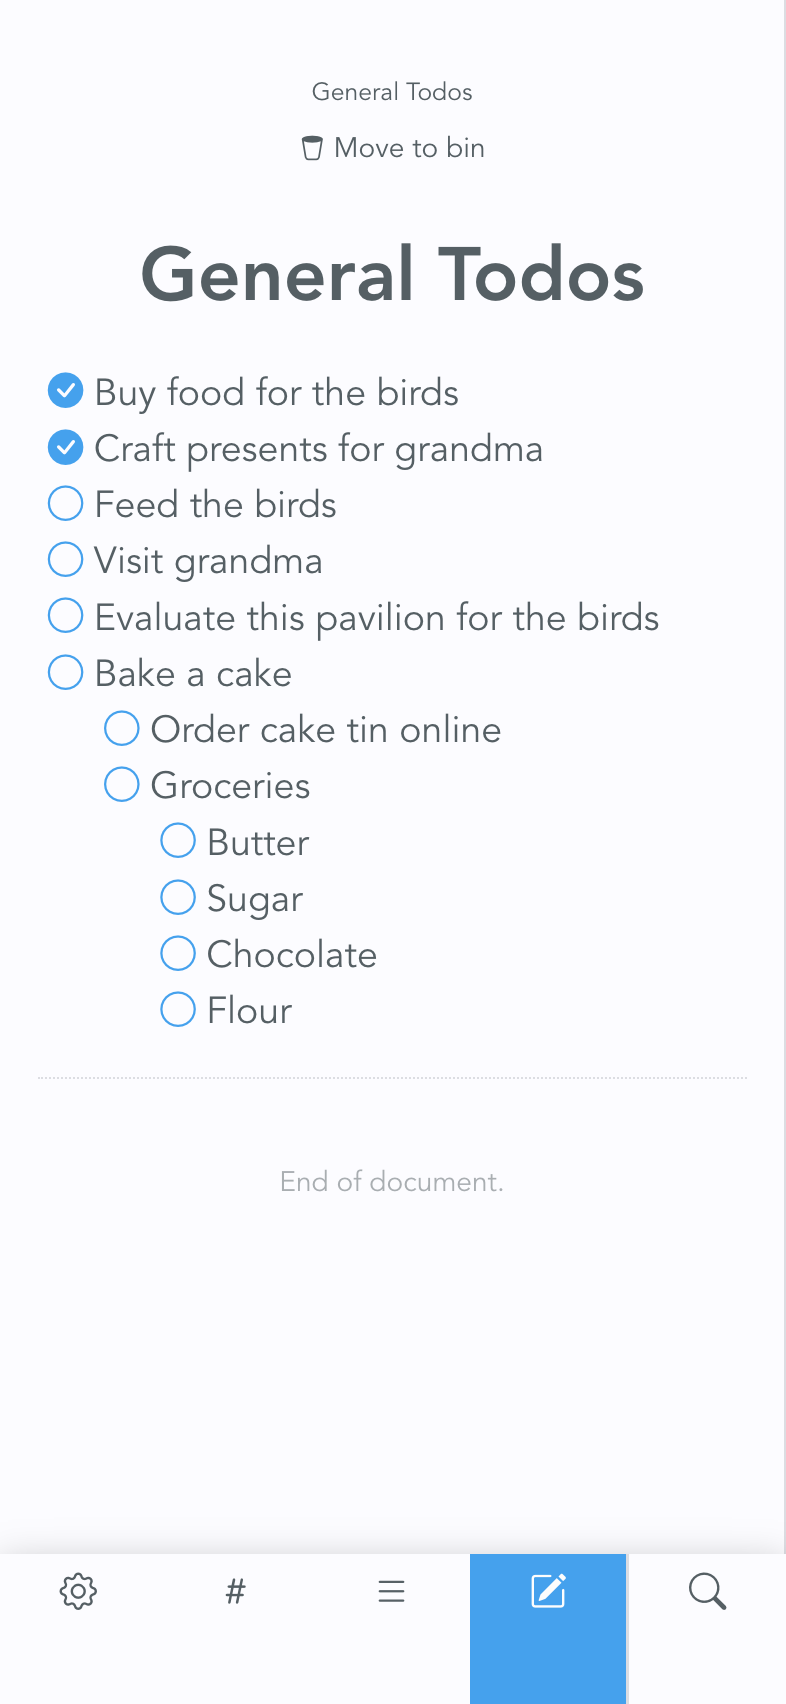 General Todos
Move to bin
General Todos
Buy food for the birds
Craft presents for grandma
Feed the birds
Visit grandma
Evaluate this pavilion for the birds
Bake a cake
Order cake tin online
Groceries
Butter
Sugar
Chocolate
Flour
End of document.
#